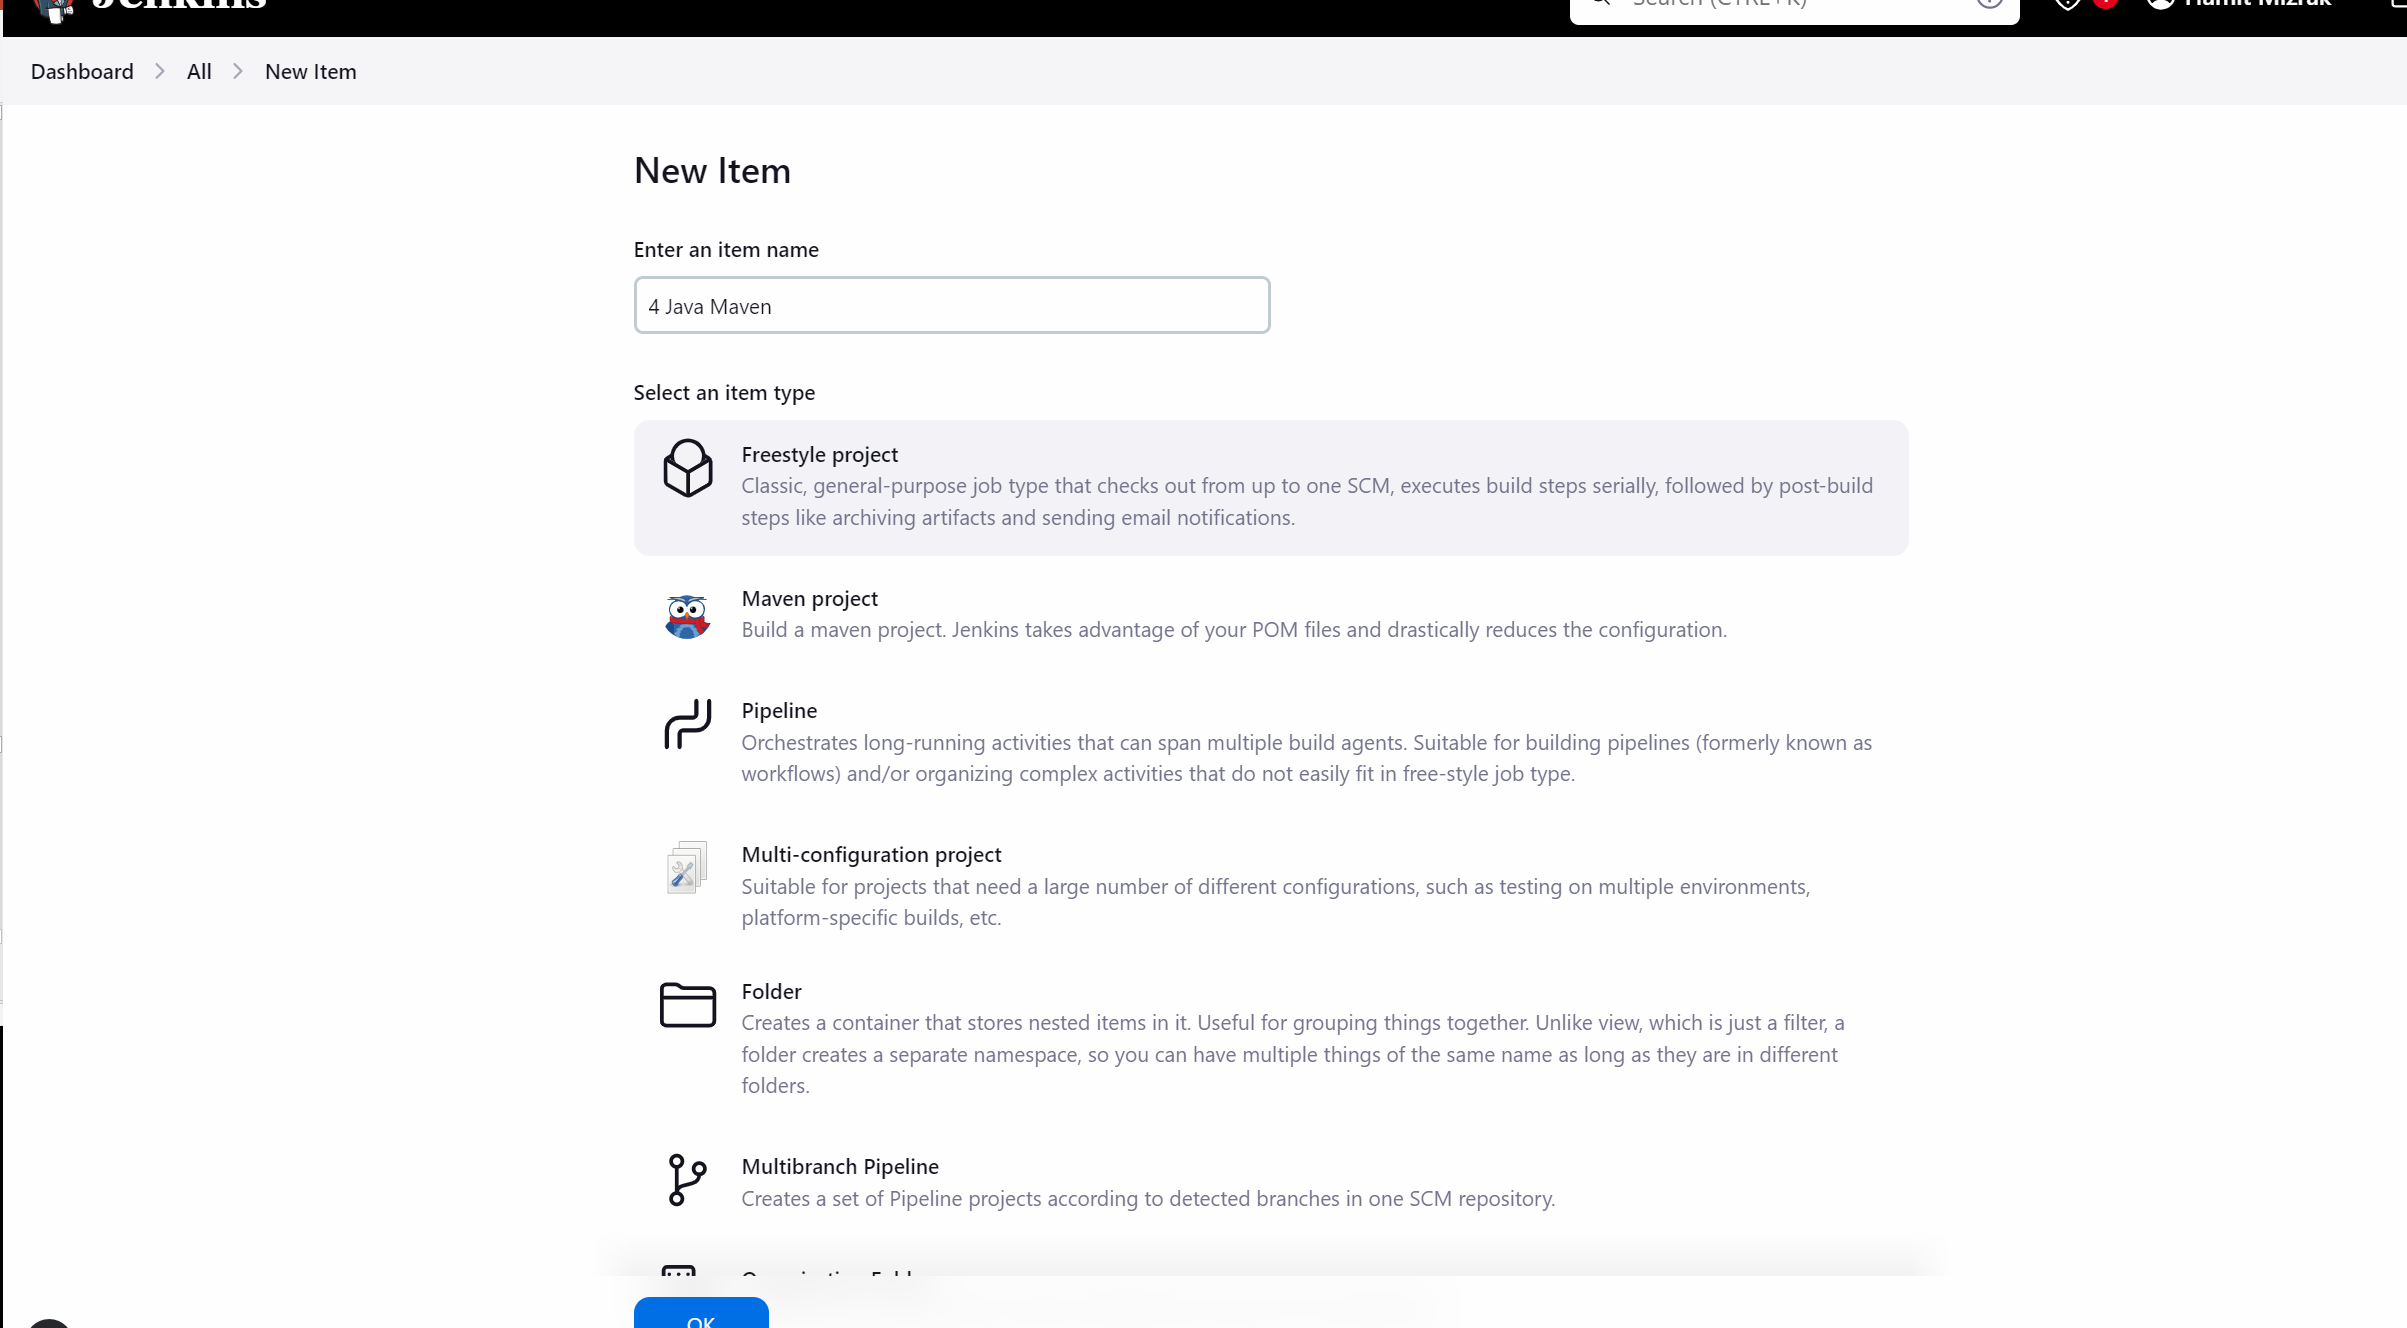 Jenkins
Search (CTRL+K)
Hamit Mızrak
Dashboard
All
New Item
New Item
Enter an item name
4 Java Maven
Select an item type
Freestyle project
Classic, general-purpose job type that checks out from up to one SCM, executes build steps serially, followed by post-build
steps like archiving artifacts and sending email notifications.
Maven project
Build a maven project. Jenkins takes advantage of your POM files and drastically reduces the configuration.
Pipeline
Orchestrates long-running activities that can span multiple build agents. Suitable for building pipelines (formerly known as
workflows) and/or organizing complex activities that do not easily fit in free-style job type.
Multi-configuration project
Suitable for projects that need a large number of different configurations, such as testing on multiple environments,
platform-specific builds, etc.
Folder
Creates a container that stores nested items in it. Useful for grouping things together. Unlike view, which is just a filter, a
folder creates a separate namespace, so you can have multiple things of the same name as long as they are in different
folders.
Multibranch Pipeline
Creates a set of Pipeline projects according to detected branches in one SCM repository.
Organization Folder
OK